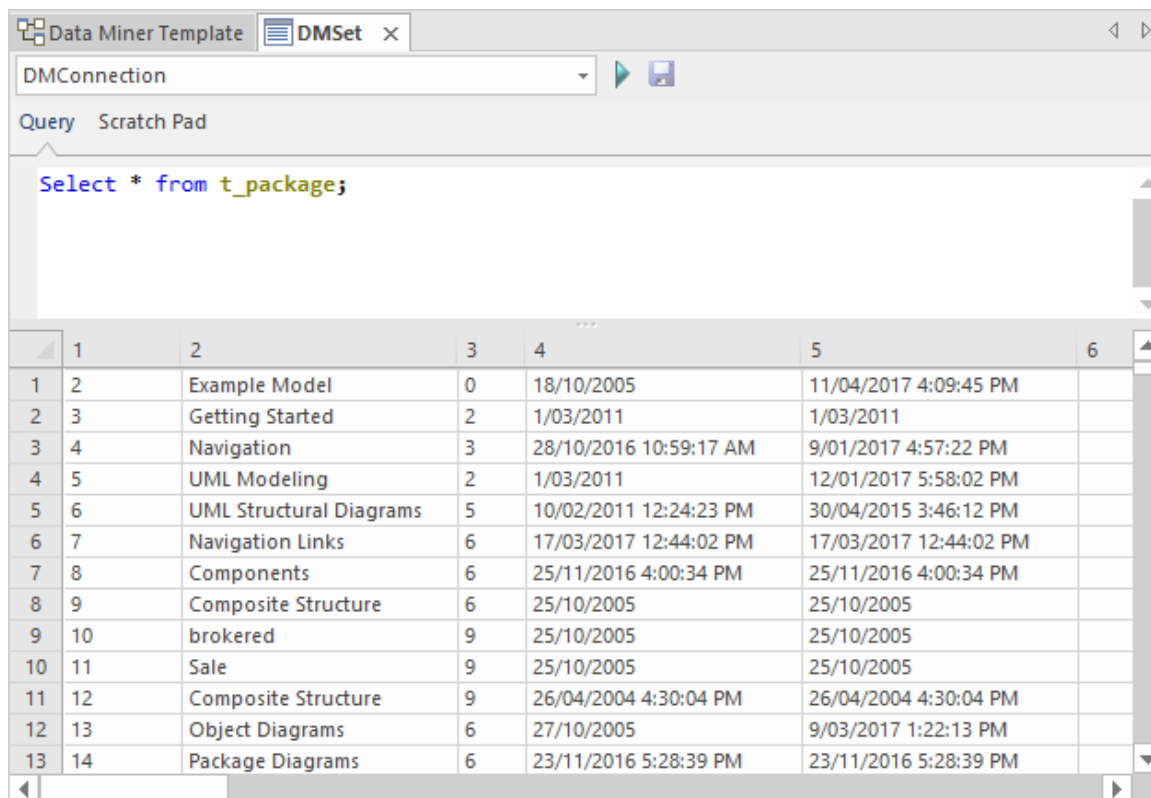 Data Miner Template DMSet
DMConnection
Query Scratch Pad
Select * from t_package;
1 2 3 4 5 6
1 2 Example Model 0 18/10/2005 11/04/2017 4:09:45 PM
2 3 Getting Started 2 1/03/2011 1/03/2011
3 4 Navigation 3 28/10/2016 10:59:17 AM 9/01/2017 4:57:22 PM
4 5 UML Modeling 2 1/03/2011 12/01/2017 5:58:02 PM
5 6 UML Structural Diagrams 5 10/02/2011 12:24:23 PM 30/04/2015 3:46:12 PM
6 7 Navigation Links 6 17/03/2017 12:44:02 PM 17/03/2017 12:44:02 PM
7 8 Components 6 25/11/2016 4:00:34 PM 25/11/2016 4:00:34 PM
8 9 Composite Structure 6 25/10/2005 25/10/2005
9 10 brokered 9 25/10/2005 25/10/2005
10 11 Sale 9 25/10/2005 25/10/2005
11 12 Composite Structure 9 26/04/2004 4:30:04 PM 26/04/2004 4:30:04 PM
12 13 Object Diagrams 6 27/10/2005 9/03/2017 1:22:13 PM
13 14 Package Diagrams 6 23/11/2016 5:28:39 PM 23/11/2016 5:28:39 PM